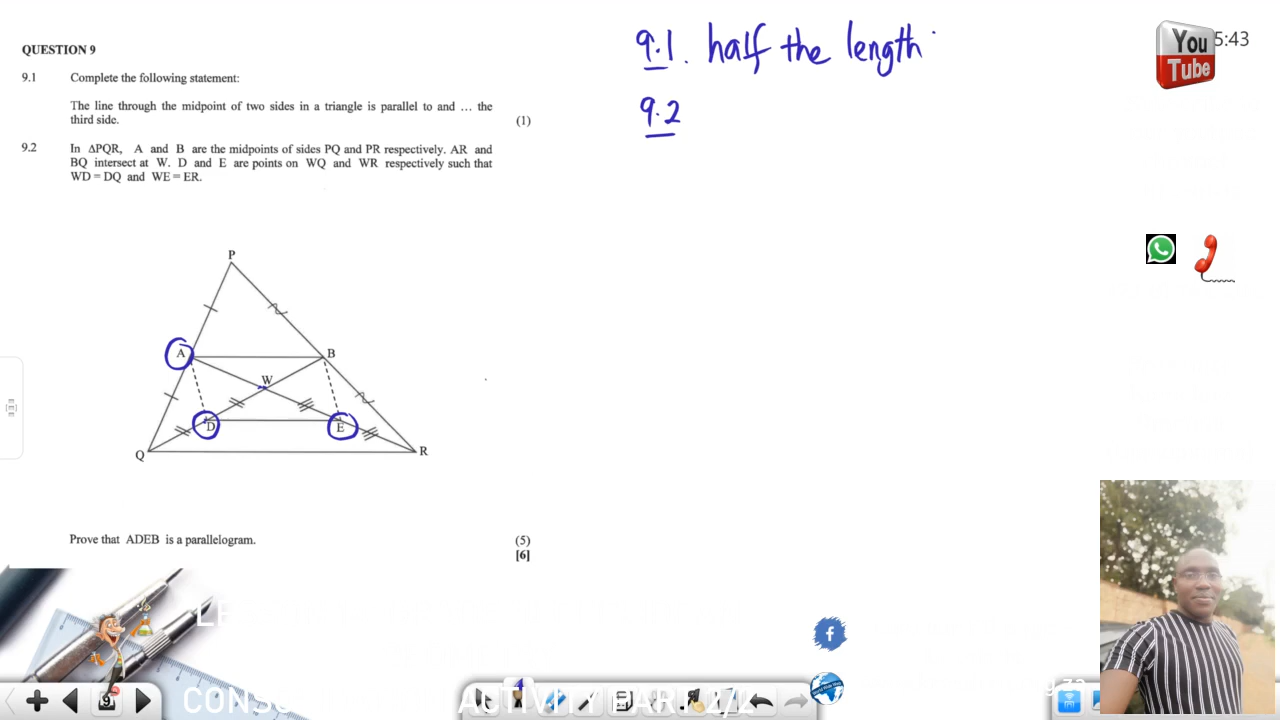 QUESTION 9
9.1 Complete the following statement:
The line through the midpoint of two sides in a triangle is parallel to and … the
third side. (1)
9.2 In ΔPQR, A and B are the midpoints of sides PQ and PR respectively. AR and
BQ intersect at W. D and E are points on WQ and WR respectively such that
WD = DQ and WE = ER.
P
A
B
W
D
E
Q
R
Prove that ADEB is a parallelogram. (5)
[6]
9.1. half the length
9.2
You
Tube
5:43
9